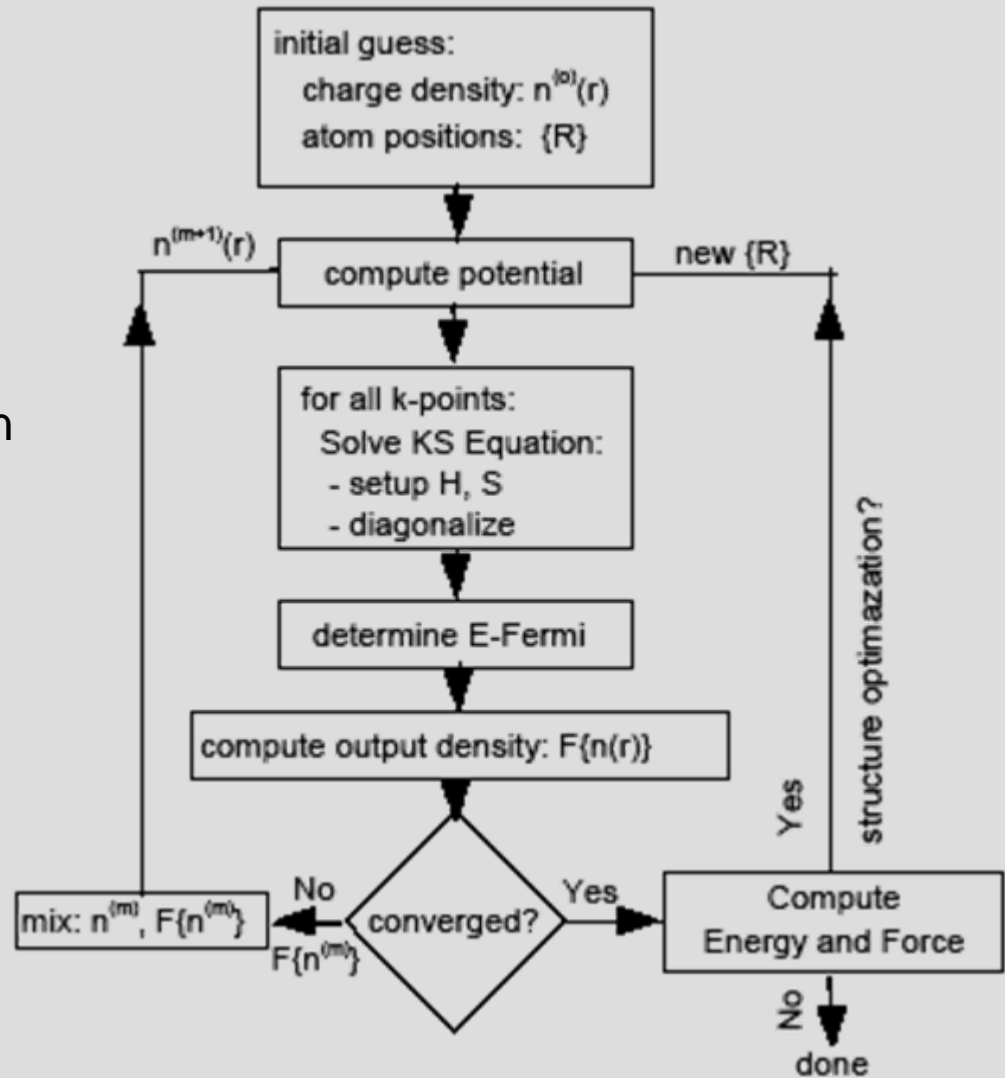 initial guess:
charge density: n⁽⁰⁾(r)
atom positions: {R}
n⁽ᵐ⁺¹⁾(r)
compute potential
new {R}
for all k-points:
Solve KS Equation:
- setup H, S
- diagonalize
n
determine E-Fermi
compute output density: F{n(r)}
Yes
structure optimazation?
mix: n⁽ᵐ⁾, F{n⁽ᵐ⁾}
No
F{n⁽ᵐ⁾}
converged?
Yes
Compute
Energy and Force
No
done